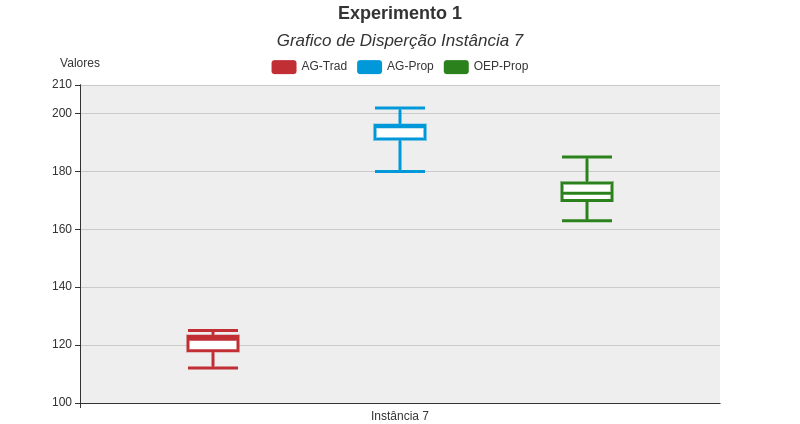 Experimento 1
Grafico de Disperção Instância 7
Valores
AG-Trad AG-Prop OEP-Prop
210
200
180
160
140
120
100
Instância 7